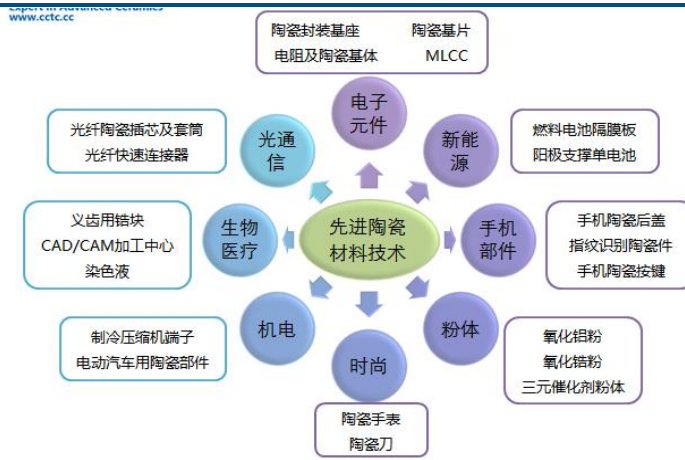 Expert in Advanced Ceramics
www.cctc.cc
陶瓷封装基座 陶瓷基片
电阻及陶瓷基体 MLCC
电子
元件
光纤陶瓷插芯及套筒
光纤快速连接器
光通
信
新能
源
燃料电池隔膜板
阳极支撑单电池
义齿用锆块
CAD/CAM加工中心
染色液
生物
医疗
先进陶瓷
材料技术
手机
部件
手机陶瓷后盖
指纹识别陶瓷件
手机陶瓷按键
制冷压缩机端子
电动汽车用陶瓷部件
机电
时尚
粉体
氧化铝粉
氧化锆粉
三元催化剂粉体
陶瓷手表
陶瓷刀